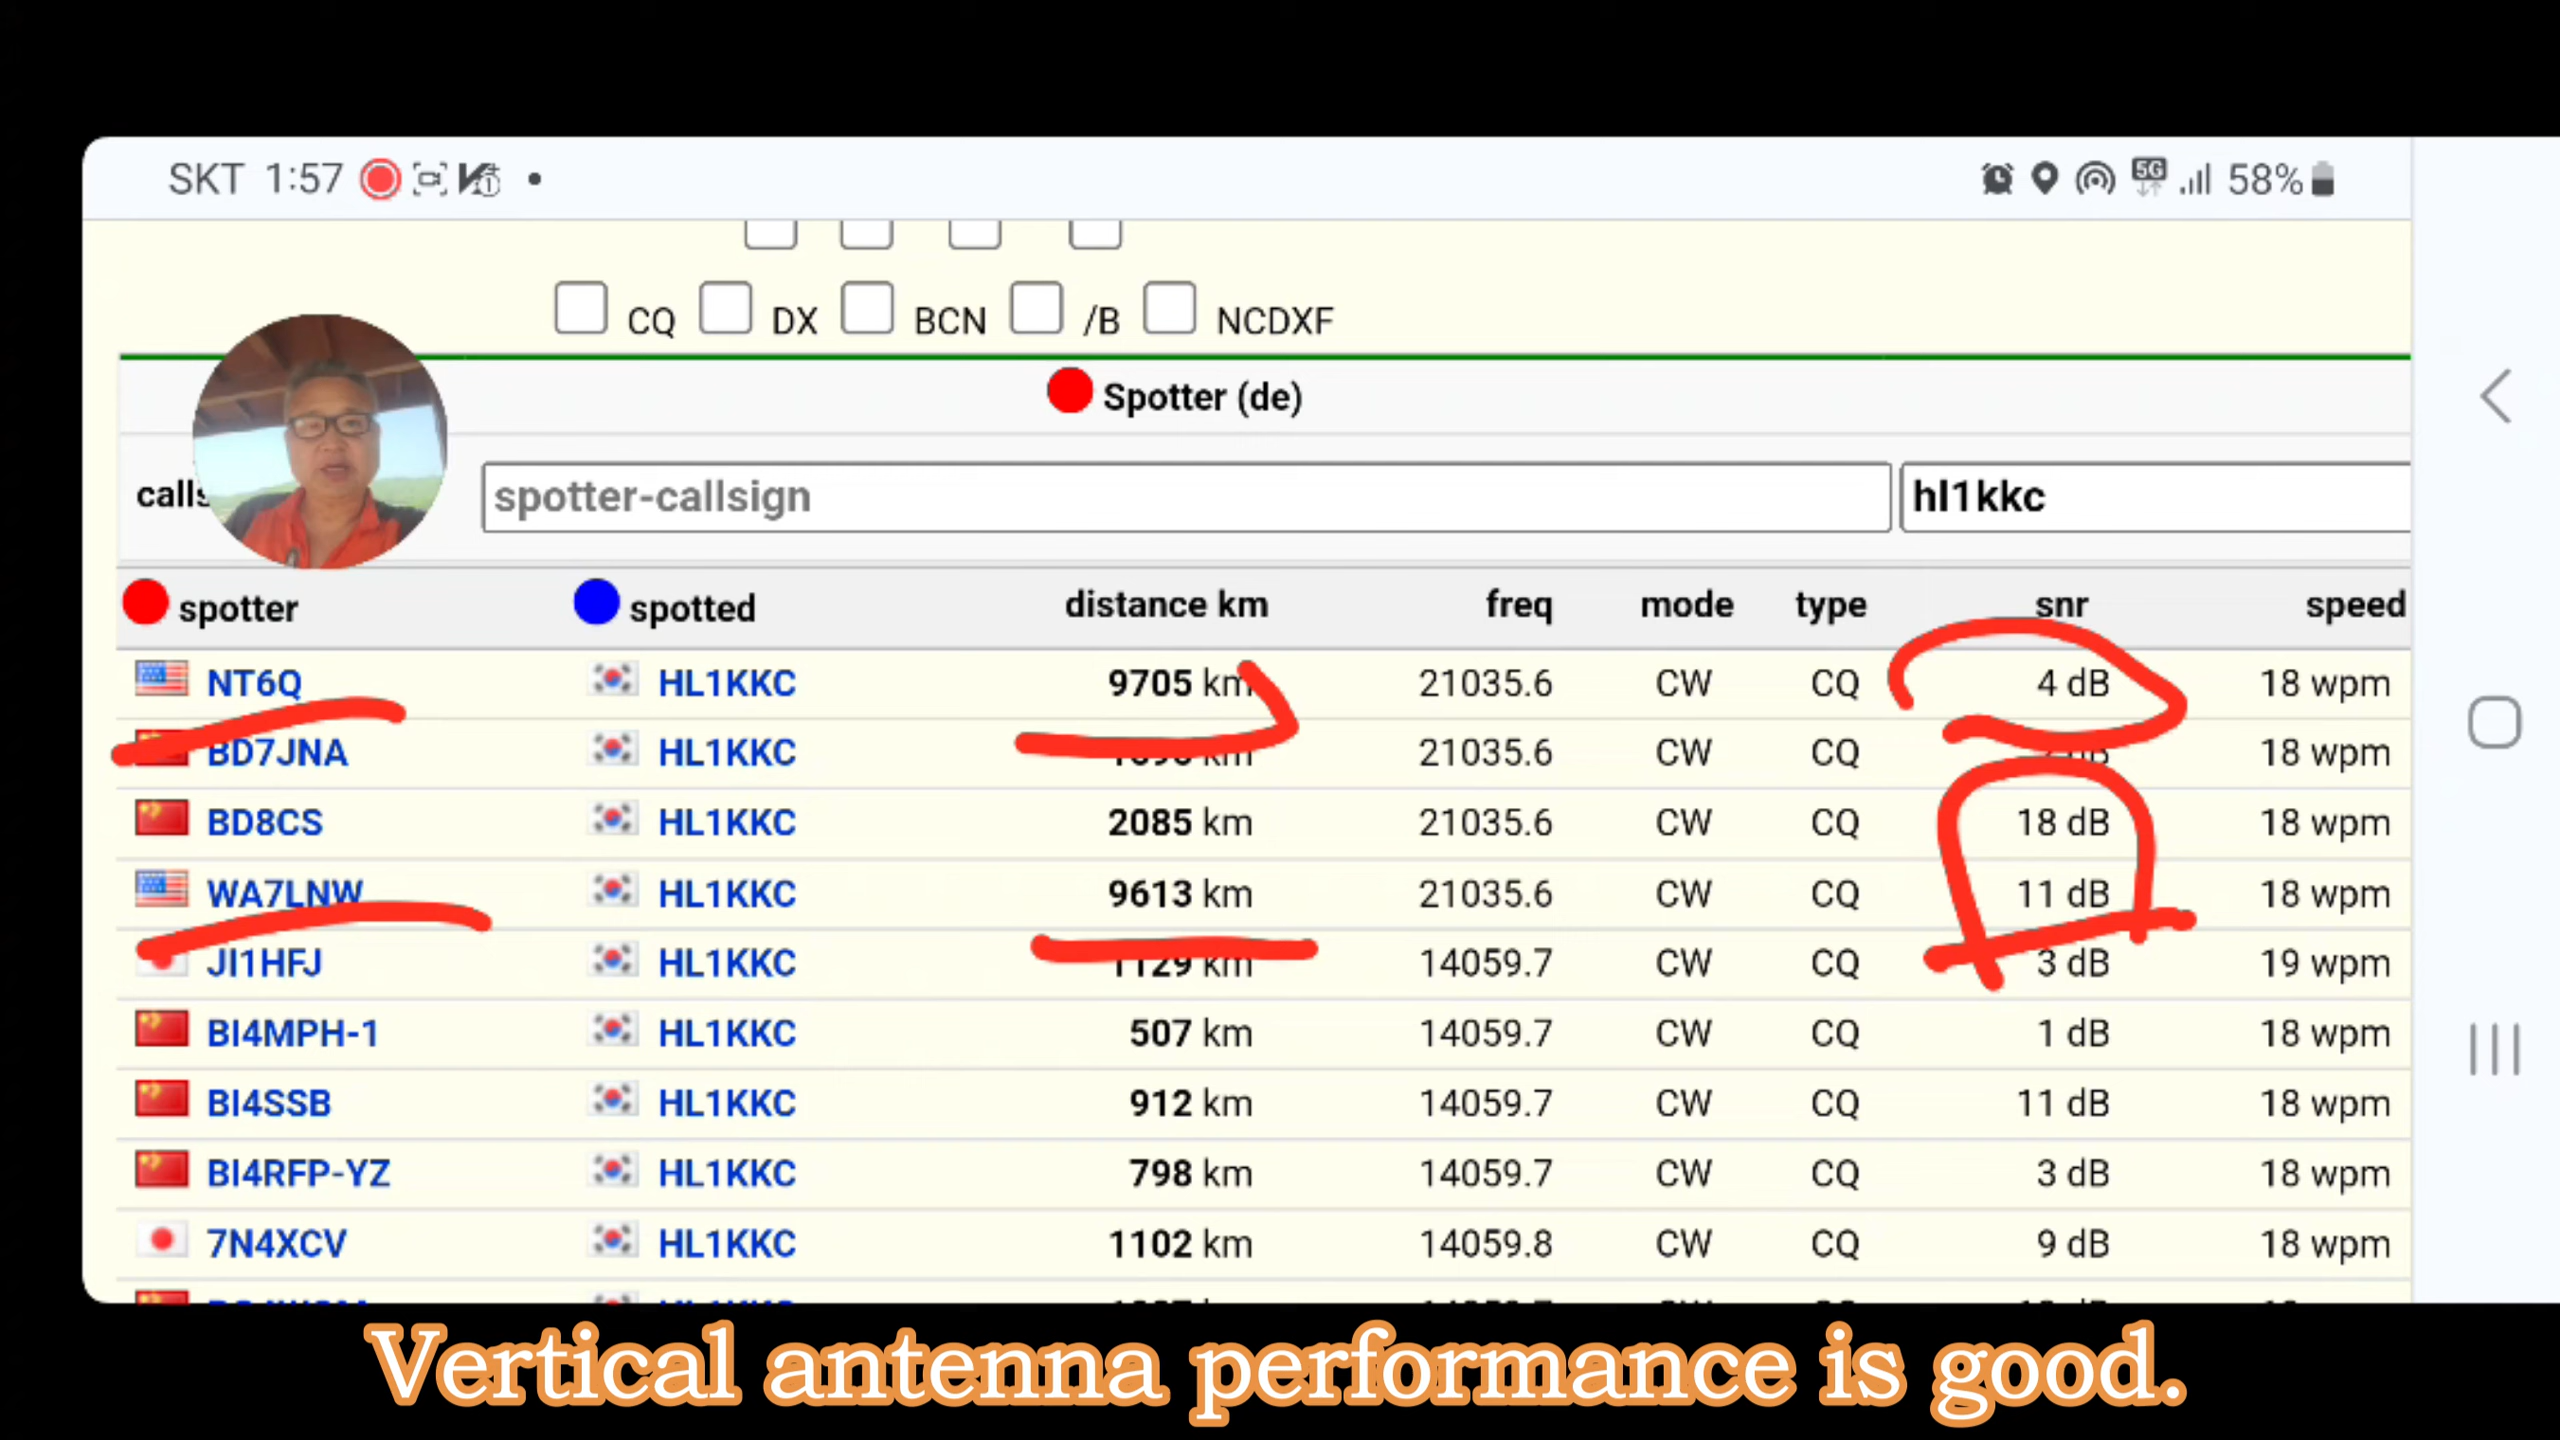 SKT 1:57 5G 58%
CQ DX BCN /B NCDXF
Spotter (de)
calls spotter-callsign hl1kkc
spotter spotted distance km freq mode type snr speed
NT6Q HL1KKC 9705 km 21035.6 CW CQ 4 dB 18 wpm
BD7JNA HL1KKC km 21035.6 CW CQ dB 18 wpm
BD8CS HL1KKC 2085 km 21035.6 CW CQ 18 dB 18 wpm
WA7LNW HL1KKC 9613 km 21035.6 CW CQ 11 dB 18 wpm
JI1HFJ HL1KKC 1129 km 14059.7 CW CQ 3 dB 19 wpm
BI4MPH-1 HL1KKC 507 km 14059.7 CW CQ 1 dB 18 wpm
BI4SSB HL1KKC 912 km 14059.7 CW CQ 11 dB 18 wpm
BI4RFP-YZ HL1KKC 798 km 14059.7 CW CQ 3 dB 18 wpm
7N4XCV HL1KKC 1102 km 14059.8 CW CQ 9 dB 18 wpm
Vertical antenna performance is good.